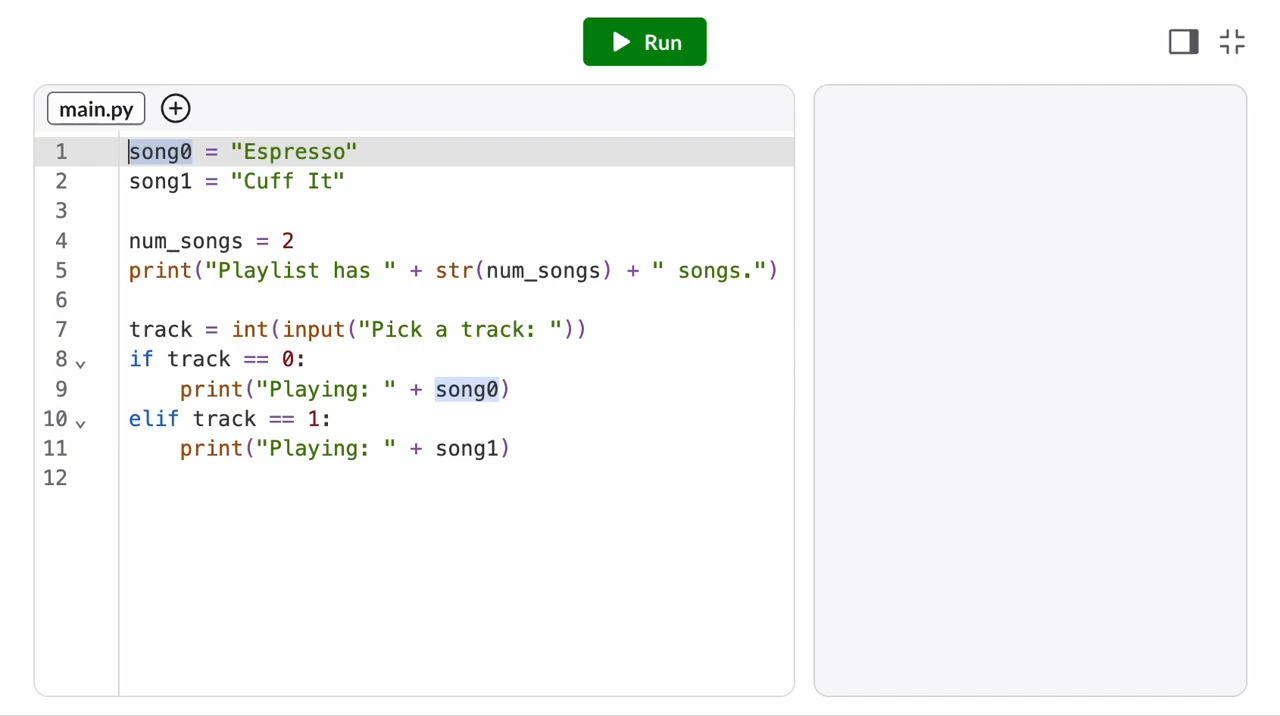 Run
main.py
1 song0 = "Espresso"
2 song1 = "Cuff It"
3
4 num_songs = 2
5 print("Playlist has " + str(num_songs) + " songs.")
6
7 track = int(input("Pick a track: "))
8 if track == 0:
9     print("Playing: " + song0)
10 elif track == 1:
11     print("Playing: " + song1)
12